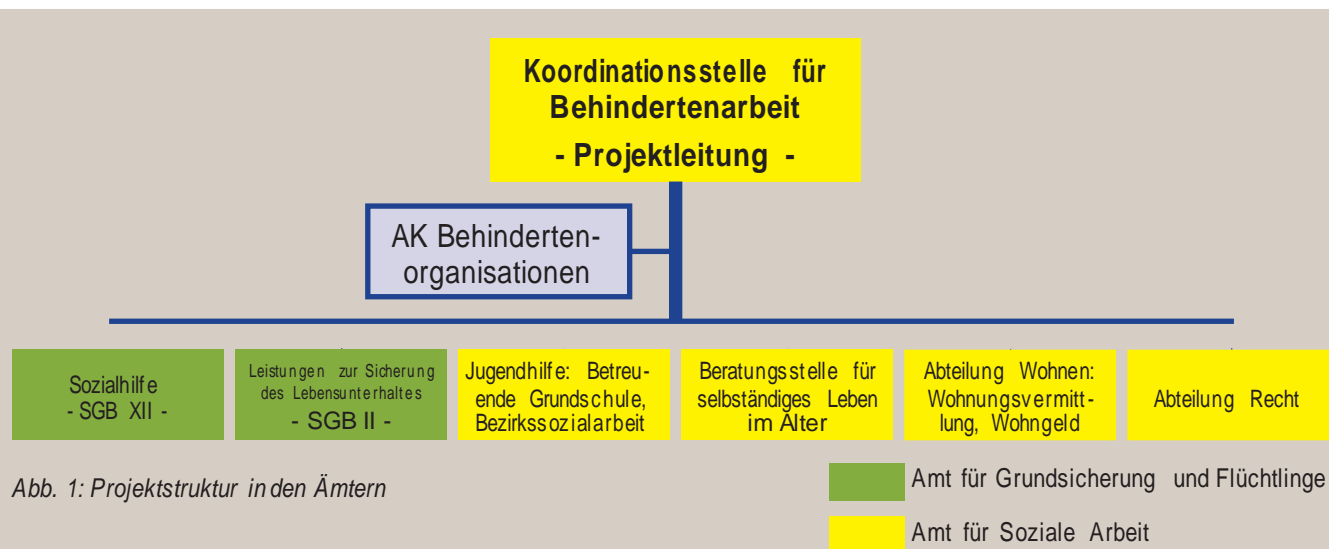 Koordinationsstelle für
Behindertenarbeit
- Projektleitung -
AK Behinderten-
organisationen
Sozialhilfe
- SGB XII -
Leistungen zur Sicherung
des Lebensunterhaltes
- SGB II -
Jugendhilfe: Betreu-
ende Grundschule,
Bezirkssozialarbeit
Beratungsstelle für
selbständiges Leben
im Alter
Abteilung Wohnen:
Wohnungsvermitt-
lung, Wohngeld
Abteilung Recht
Abb. 1: Projektstruktur in den Ämtern
Amt für Grundsicherung und Flüchtlinge
Amt für Soziale Arbeit